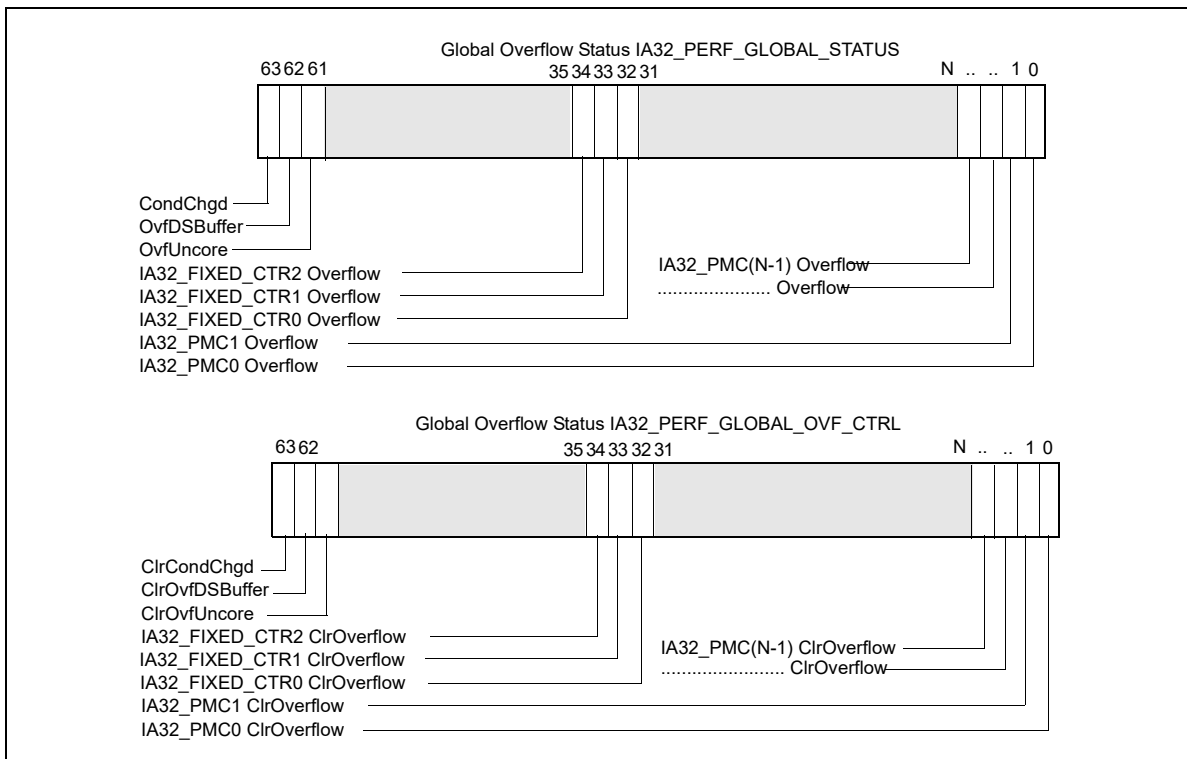 Global Overflow Status IA32_PERF_GLOBAL_STATUS
63 62 61 35 34 33 32 31 N .. .. 1 0
CondChgd
OvfDSBuffer
OvfUncore
IA32_FIXED_CTR2 Overflow
IA32_FIXED_CTR1 Overflow
IA32_FIXED_CTR0 Overflow
IA32_PMC1 Overflow
IA32_PMC0 Overflow
IA32_PMC(N-1) Overflow
...................... Overflow
Global Overflow Status IA32_PERF_GLOBAL_OVF_CTRL
63 62 35 34 33 32 31 N .. .. 1 0
ClrCondChgd
ClrOvfDSBuffer
ClrOvfUncore
IA32_FIXED_CTR2 ClrOverflow
IA32_FIXED_CTR1 ClrOverflow
IA32_FIXED_CTR0 ClrOverflow
IA32_PMC1 ClrOverflow
IA32_PMC0 ClrOverflow
IA32_PMC(N-1) ClrOverflow
........................ ClrOverflow